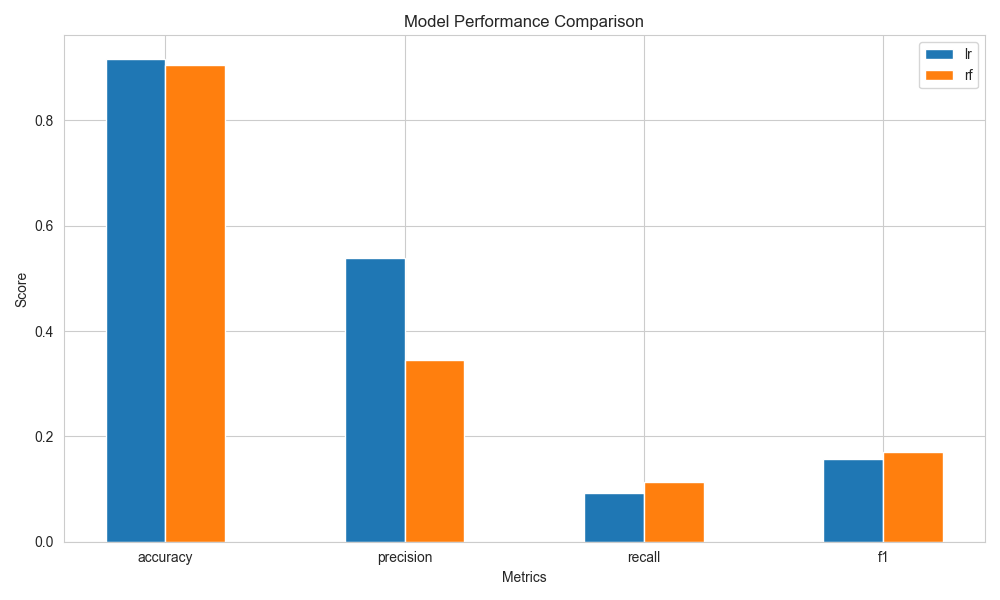 Model Performance Comparison
lr
rf
Score
0.8
0.6
0.4
0.2
0.0
accuracy precision recall f1
Metrics